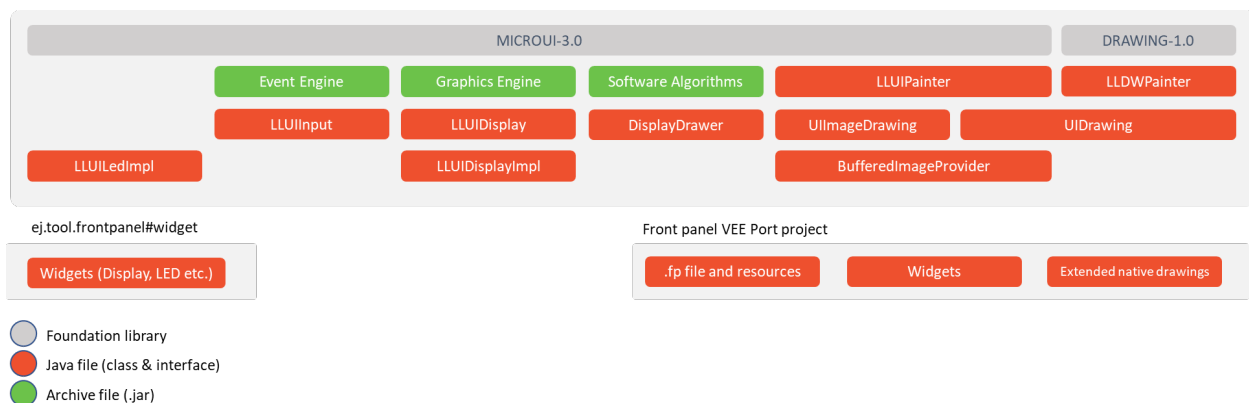 MICROUI-3.0 DRAWING-1.0
Event Engine Graphics Engine Software Algorithms LLUIPainter LLDWPainter
LLUIInput LLUIDisplay DisplayDrawer UIImageDrawing UIDrawing
LLUILedImpl LLUIDisplayImpl BufferedImageProvider
ej.tool.frontpanel#widget
Front panel VEE Port project
Widgets (Display, LED etc.) .fp file and resources Widgets Extended native drawings
Foundation library
Java file (class & interface)
Archive file (.jar)